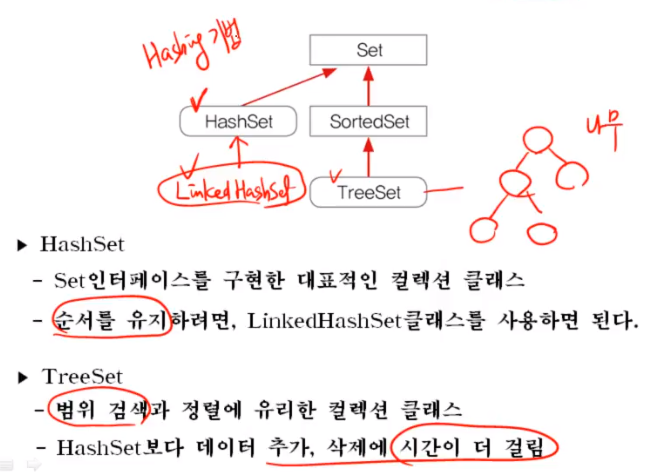 Hashing 기법
Set
HashSet
SortedSet
나무
LinkedHashSet
TreeSet
▶ HashSet
- Set인터페이스를 구현한 대표적인 컬렉션 클래스
- 순서를 유지하려면, LinkedHashSet클래스를 사용하면 된다.
▶ TreeSet
- 범위 검색과 정렬에 유리한 컬렉션 클래스
- HashSet보다 데이터 추가, 삭제에 시간이 더 걸림